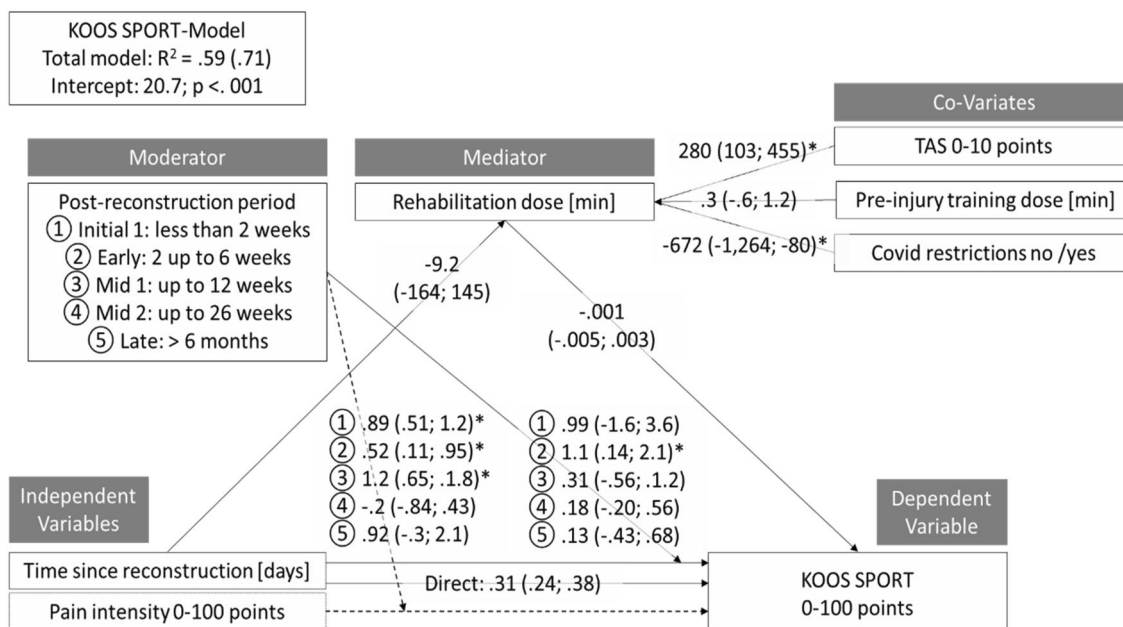 KOOS SPORT-Model
Total model: R² = .59 (.71)
Intercept: 20.7; p <. 001
Co-Variates
Moderator
Mediator
280 (103; 455)*
TAS 0-10 points
Post-reconstruction period
① Initial 1: less than 2 weeks
② Early: 2 up to 6 weeks
③ Mid 1: up to 12 weeks
④ Mid 2: up to 26 weeks
⑤ Late: > 6 months
Rehabilitation dose [min]
.3 (-.6; 1.2)
Pre-injury training dose [min]
-672 (-1,264; -80)*
Covid restrictions no /yes
-9.2
(-164; 145)
-.001
(-.005; .003)
① .89 (.51; 1.2)*
② .52 (.11; .95)*
③ 1.2 (.65; .1.8)*
④ -.2 (-.84; .43)
⑤ .92 (-.3; 2.1)
① .99 (-1.6; 3.6)
② 1.1 (.14; 2.1)*
③ .31 (-.56; .1.2)
④ .18 (-.20; .56)
⑤ .13 (-.43; .68)
Independent
Variables
Dependent
Variable
Time since reconstruction [days]
Direct: .31 (.24; .38)
Pain intensity 0-100 points
KOOS SPORT
0-100 points